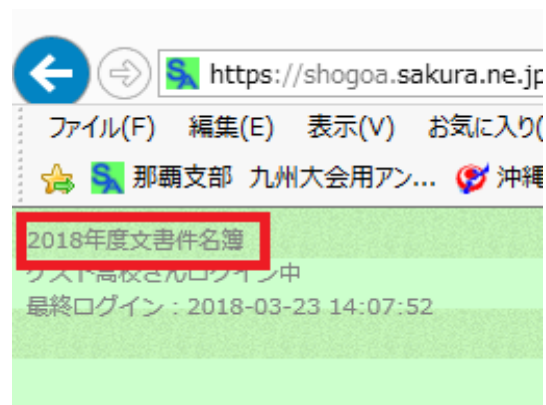 https://shogoa.sakura.ne.jp
ファイル(F) 編集(E) 表示(V) お気に入り(
SA 那覇支部 九州大会用アン... 沖縄
2018年度文書件名簿
ゲスト高校さんログイン中
最終ログイン : 2018-03-23 14:07:52